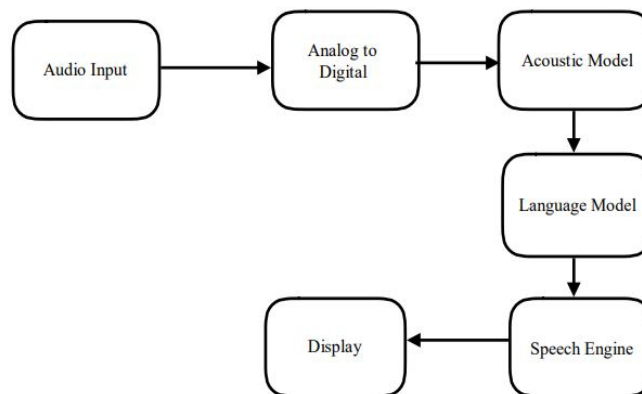 Audio Input
Analog to
Digital
Acoustic Model
Language Model
Speech Engine
Display